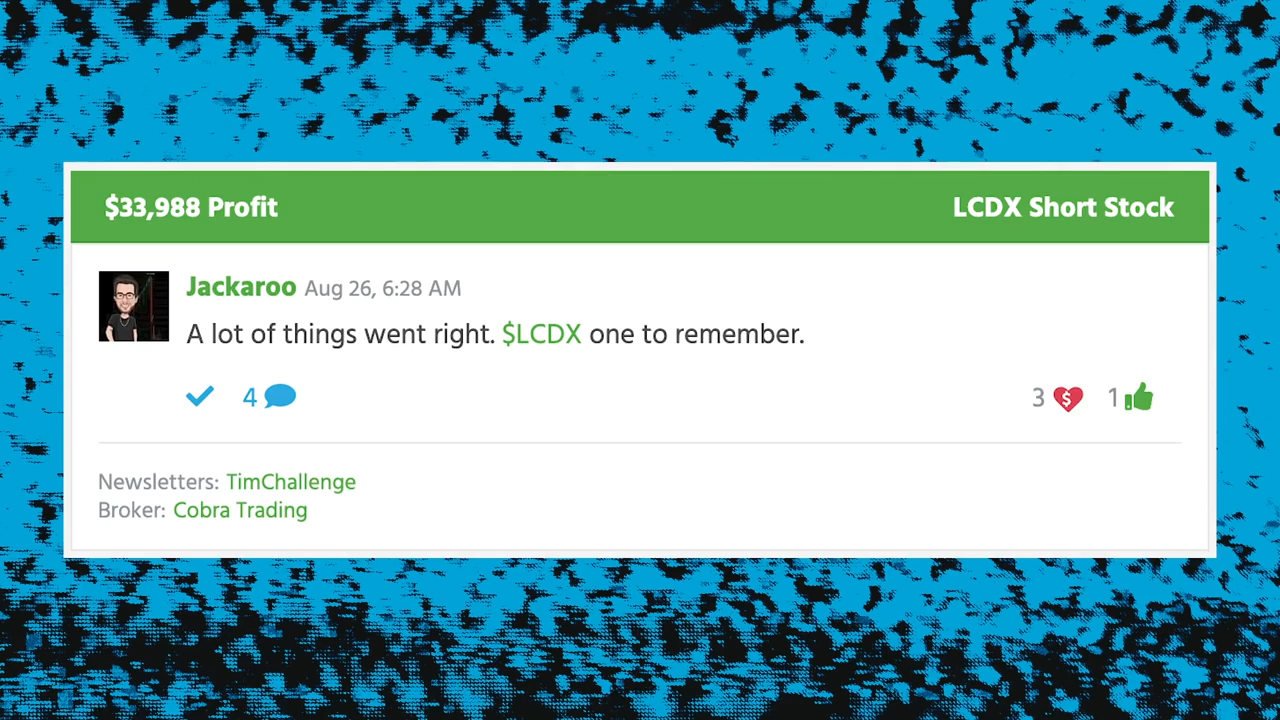 $33,988 Profit
LCDX Short Stock
Jackaroo Aug 26, 6:28 AM
A lot of things went right. $LCDX one to remember.
4
3 $ 1
Newsletters: TimChallenge
Broker: Cobra Trading